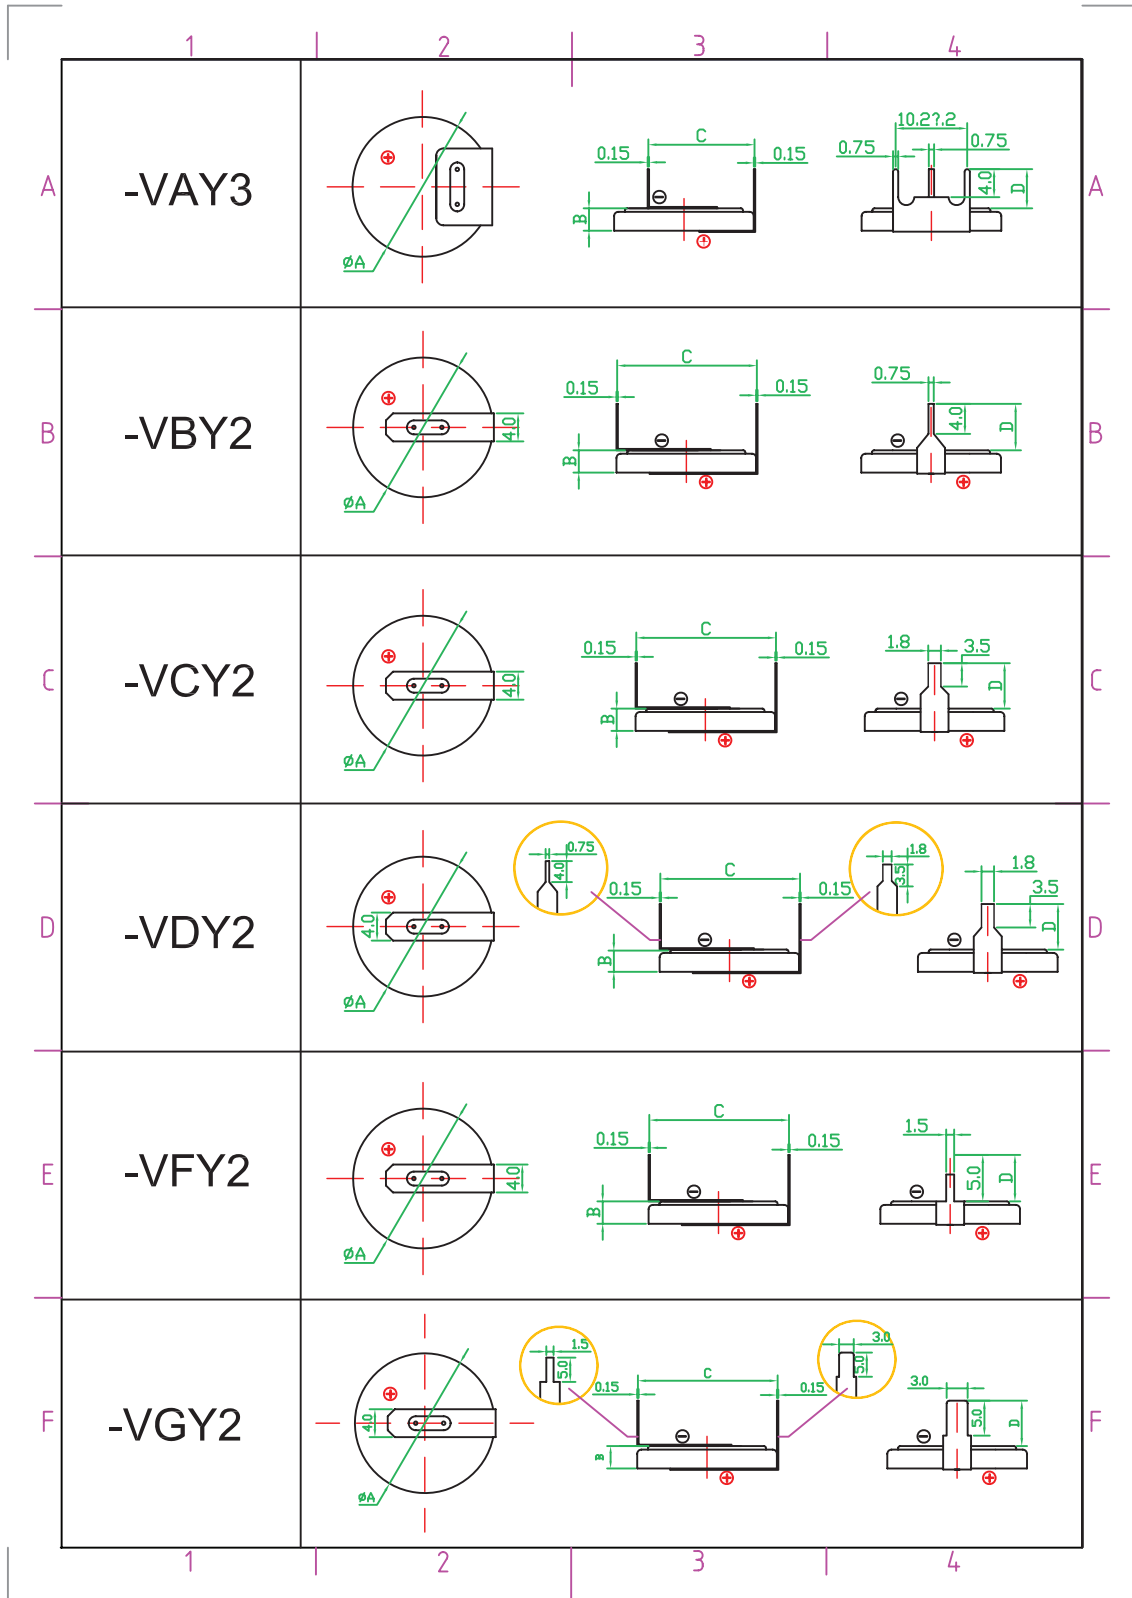 1 2 3 4
A -VAY3 ØA 0.15 C 0.15 B 10.2?.2 0.75 0.75 4.0 D A
B -VBY2 4.0 ØA 0.15 C 0.15 B 0.75 4.0 D B
C -VCY2 4.0 ØA 0.15 C 0.15 B 1.8 3.5 D C
D -VDY2 4.0 ØA 0.75 4.0 0.15 C 0.15 B 1.8 3.5 1.8 3.5 D D
E -VFY2 4.0 ØA 0.15 C 0.15 B 1.5 5.0 D E
F -VGY2 4.0 ØA 1.5 5.0 0.15 C 0.15 B 3.0 5.0 3.0 5.0 D F
1 2 3 4